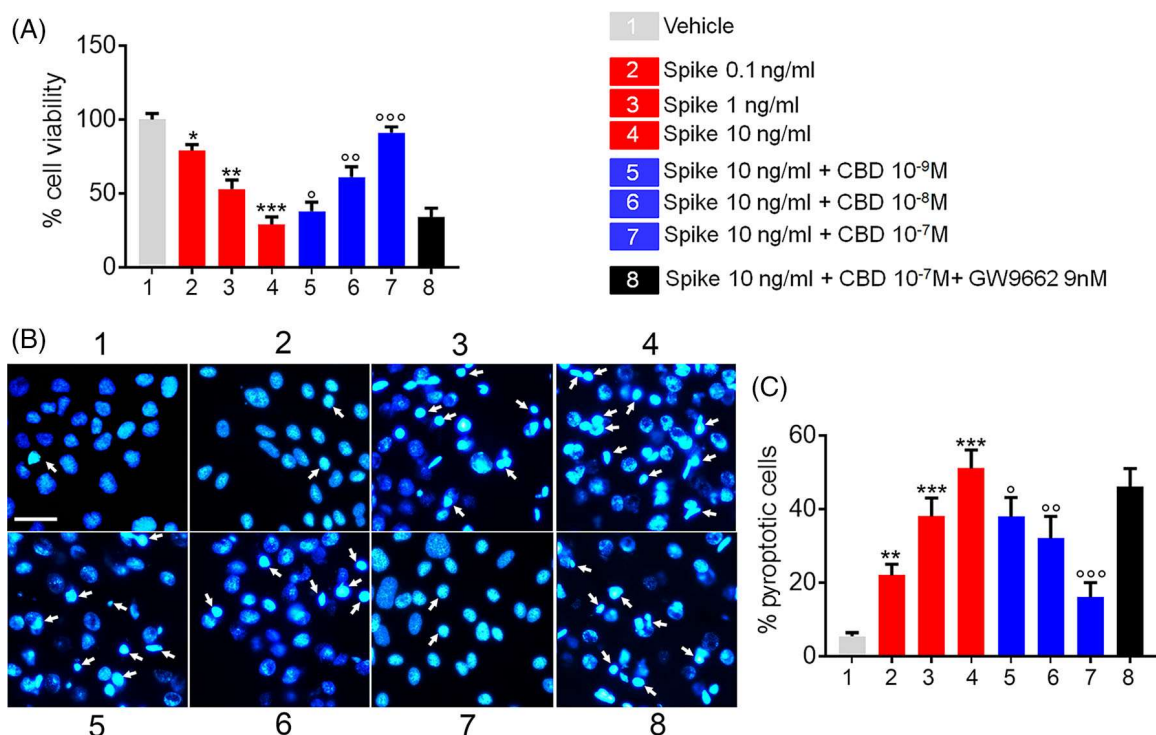 (A)
150
100
50
0
% cell viability
*
**
***
°
°°
°°°
1 2 3 4 5 6 7 8
1 Vehicle
2 Spike 0.1 ng/ml
3 Spike 1 ng/ml
4 Spike 10 ng/ml
5 Spike 10 ng/ml + CBD 10⁻⁹M
6 Spike 10 ng/ml + CBD 10⁻⁸M
7 Spike 10 ng/ml + CBD 10⁻⁷M
8 Spike 10 ng/ml + CBD 10⁻⁷M+ GW9662 9nM
(B)
1 2 3 4
5 6 7 8
(C)
60
40
20
0
% pyroptotic cells
**
***
***
°
°°
°°°
1 2 3 4 5 6 7 8